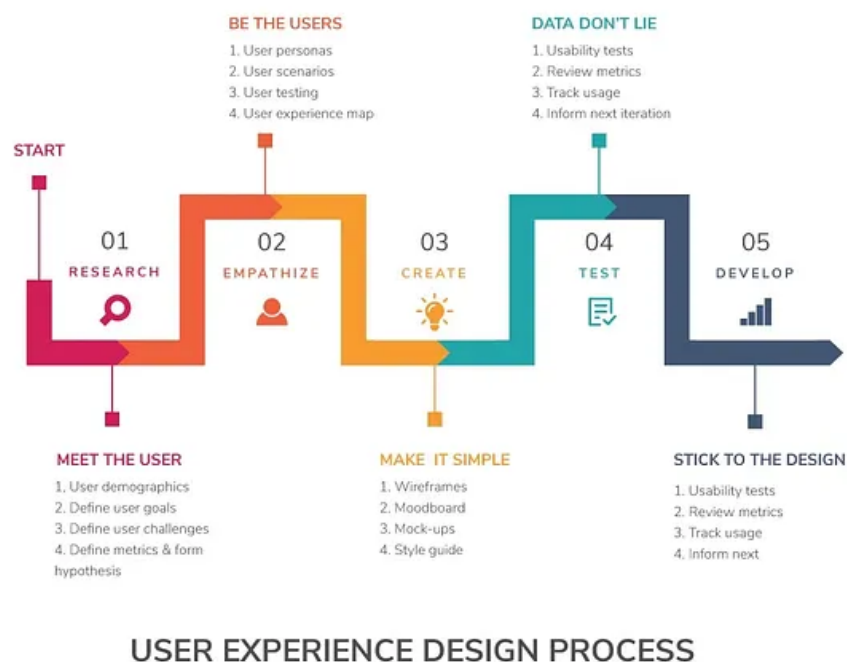 BE THE USERS
1. User personas
2. User scenarios
3. User testing
4. User experience map
DATA DON'T LIE
1. Usability tests
2. Review metrics
3. Track usage
4. Inform next iteration
START
01
RESEARCH
02
EMPATHIZE
03
CREATE
04
TEST
05
DEVELOP
MEET THE USER
1, User demographics
2. Define user goals
3. Define user challenges
4. Define metrics & form
hypothesis
MAKE IT SIMPLE
1. Wireframes
2. Moodboard
3. Mock-ups
4. Style guide
STICK TO THE DESIGN
1. Usability tests
2. Review metrics
3. Track usage
4. Inform next
USER EXPERIENCE DESIGN PROCESS